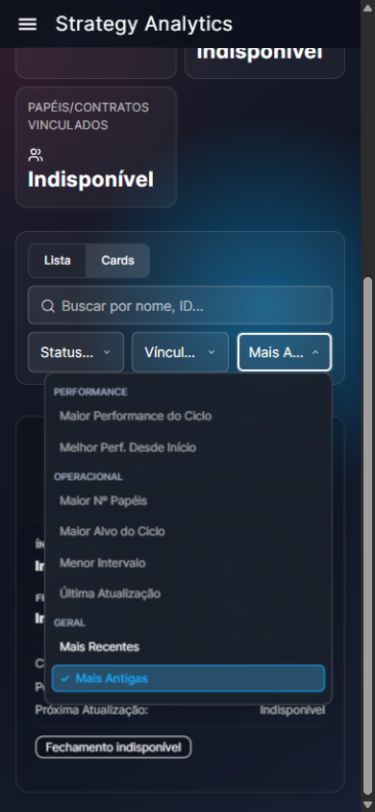 Strategy Analytics
Indisponível
PAPÉIS/CONTRATOS
VINCULADOS
Indisponível
Lista Cards
Buscar por nome, ID...
Status... Víncul... Mais A...
PERFORMANCE
Maior Performance do Ciclo
Melhor Perf. Desde Início
OPERACIONAL
Maior Nº Papéis
Maior Alvo do Ciclo
Menor Intervalo
Última Atualização
GERAL
Mais Recentes
Mais Antigas
Próxima Atualização: Indisponível
Fechamento indisponível